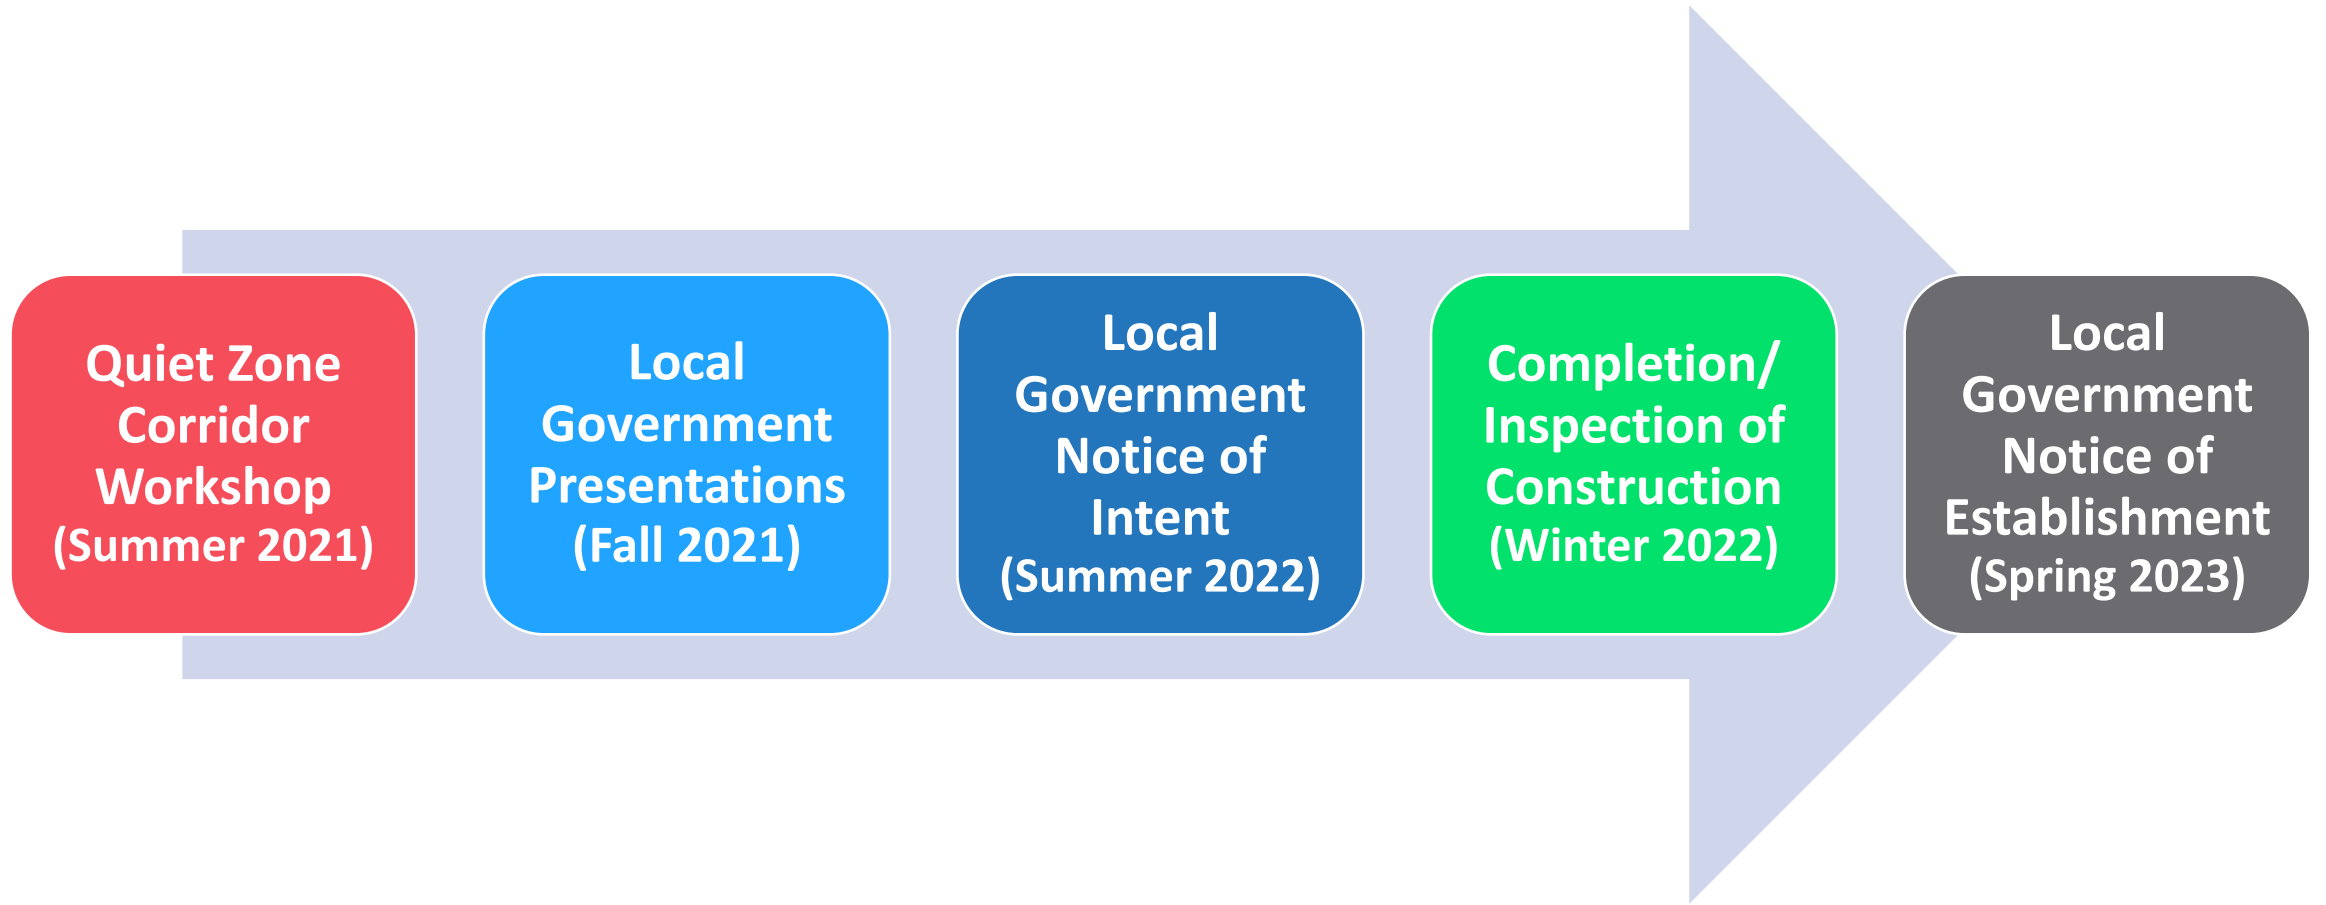 Quiet Zone
Corridor
Workshop
(Summer 2021)
Local
Government
Presentations
(Fall 2021)
Local
Government
Notice of
Intent
(Summer 2022)
Completion/
Inspection of
Construction
(Winter 2022)
Local
Government
Notice of
Establishment
(Spring 2023)